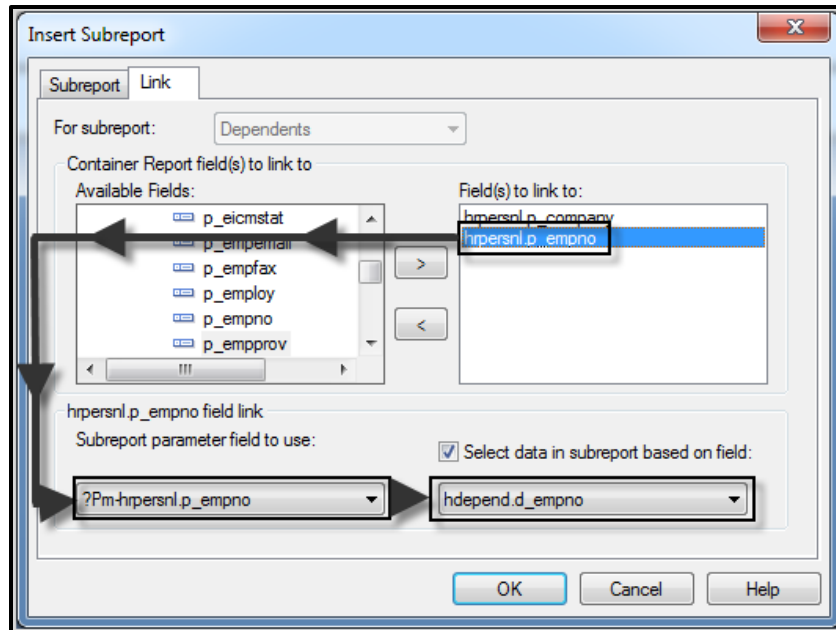 Insert Subreport
Subreport Link
For subreport: Dependents
Container Report field(s) to link to
Available Fields: Field(s) to link to:
p_eicmstat hrpersnl.p_company
p_empemail hrpersnl.p_empno
p_empfax
p_employ
p_empno
p_empprov
>
<
hrpersnl.p_empno field link
Subreport parameter field to use: Select data in subreport based on field:
?Pm-hrpersnl.p_empno hdepend.d_empno
OK Cancel Help